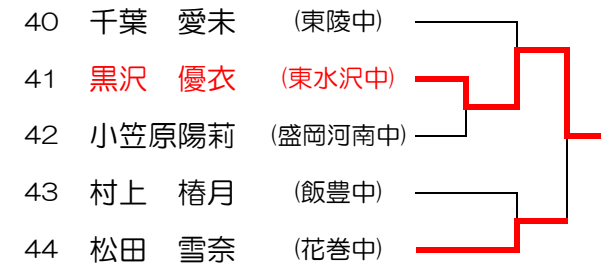 40 千葉 愛未 (東陵中)
41 黒沢 優衣 (東水沢中)
42 小笠原陽莉 (盛岡河南中)
43 村上 椿月 (飯豊中)
44 松田 雪奈 (花巻中)